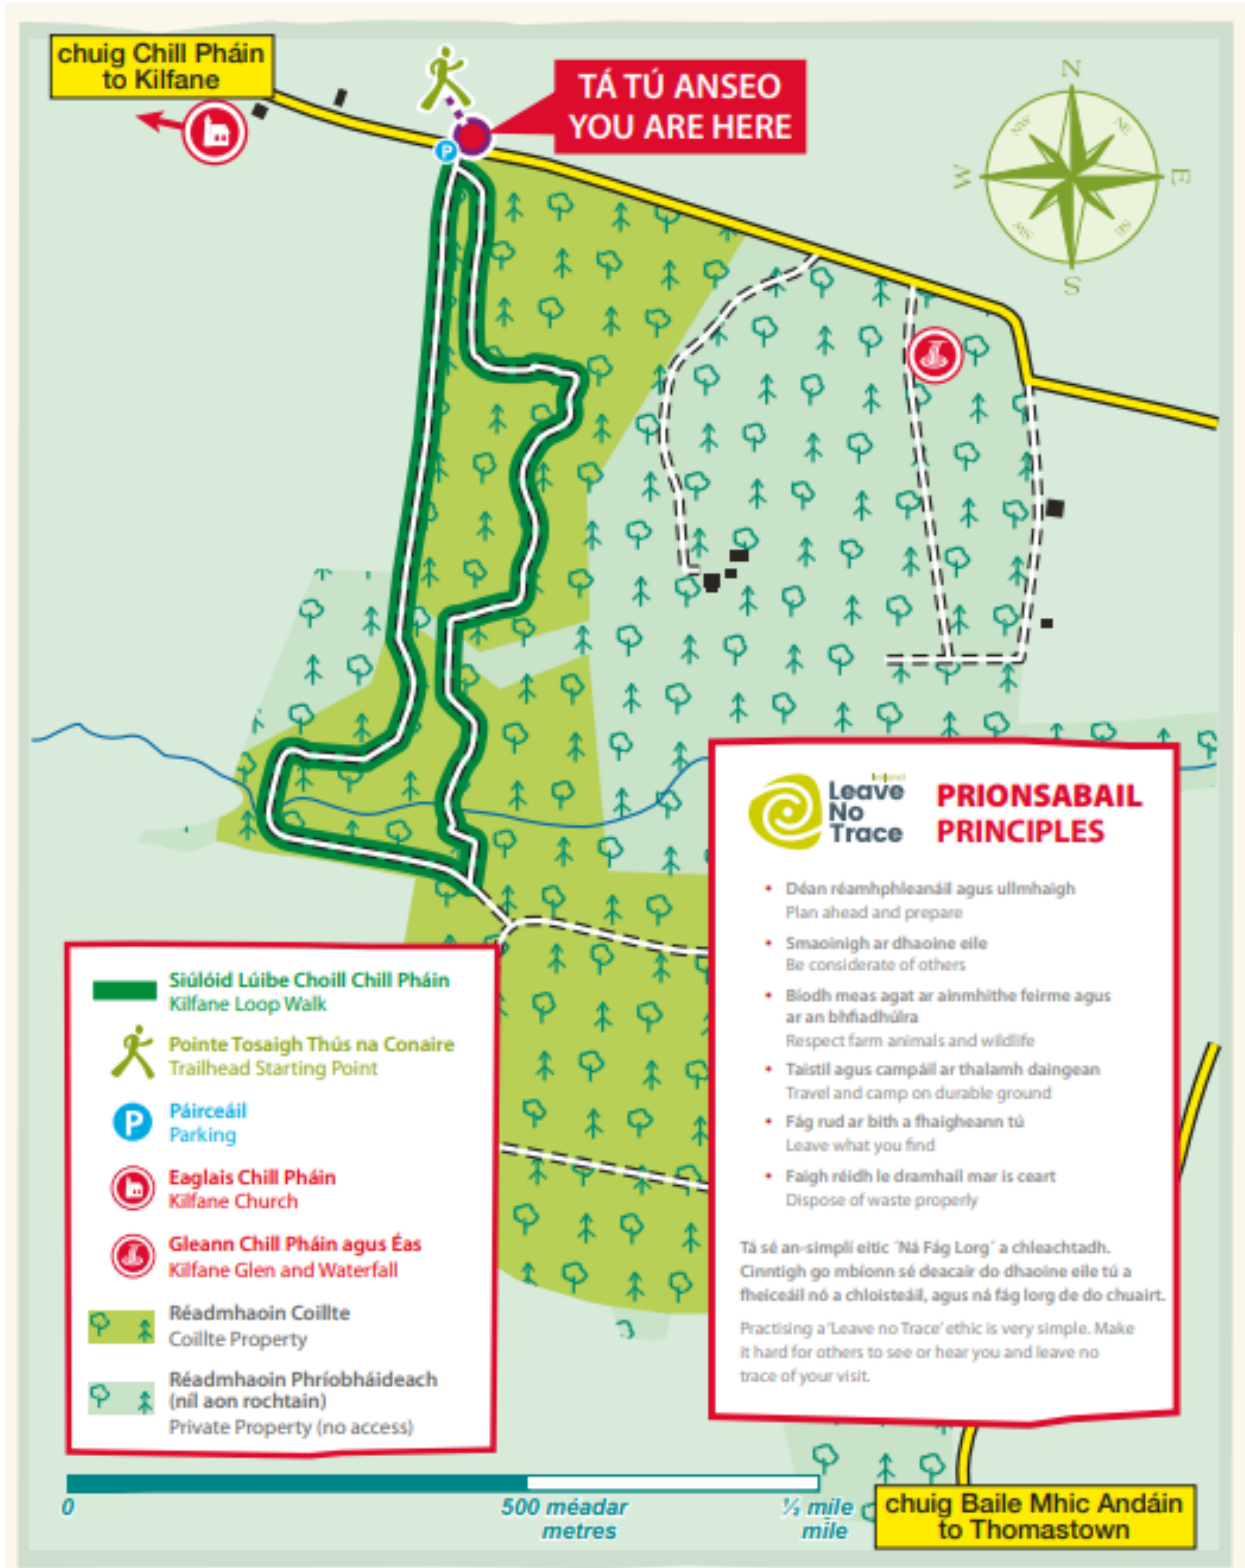 chuig Chill Pháin
to Kilfane
TÁ TÚ ANSEO
YOU ARE HERE
P
N
NE
E
SE
S
SW
W
NW
Ireland
Leave
No
Trace
PRIONSABAIL
PRINCIPLES
Déan réamhphleanáil agus ullmhaigh
Plan ahead and prepare
Smaoinigh ar dhaoine eile
Be considerate of others
Bíodh meas agat ar ainmhithe feirme agus
ar an bhfiadhúlra
Respect farm animals and wildlife
Taistil agus campáil ar thalamh daingean
Travel and camp on durable ground
Fág rud ar bith a fhaigheann tú
Leave what you find
Faigh réidh le dramhaíl mar is ceart
Dispose of waste properly
Tá sé an-simplí eitic ´Ná Fág Lorg´ a chleachtadh.
Cinntigh go mbíonn sé deacair do dhaoine eile tú a
fheiceáil nó a chloisteáil, agus ná fág lorg de do chuairt.
Practising a 'Leave no Trace' ethic is very simple. Make
it hard for others to see or hear you and leave no
trace of your visit.
Siúlóid Lúibe Choill Chill Pháin
Kilfane Loop Walk
Pointe Tosaigh Thús na Conaire
Trailhead Starting Point
P
Páirceáil
Parking
Eaglais Chill Pháin
Kilfane Church
Gleann Chill Pháin agus Éas
Kilfane Glen and Waterfall
Réadmhaoin Coillte
Coillte Property
Réadmhaoin Phríobháideach
(níl aon rochtain)
Private Property (no access)
0
500 méadar
metres
míle
mile
chuig Baile Mhic Andáin
to Thomastown